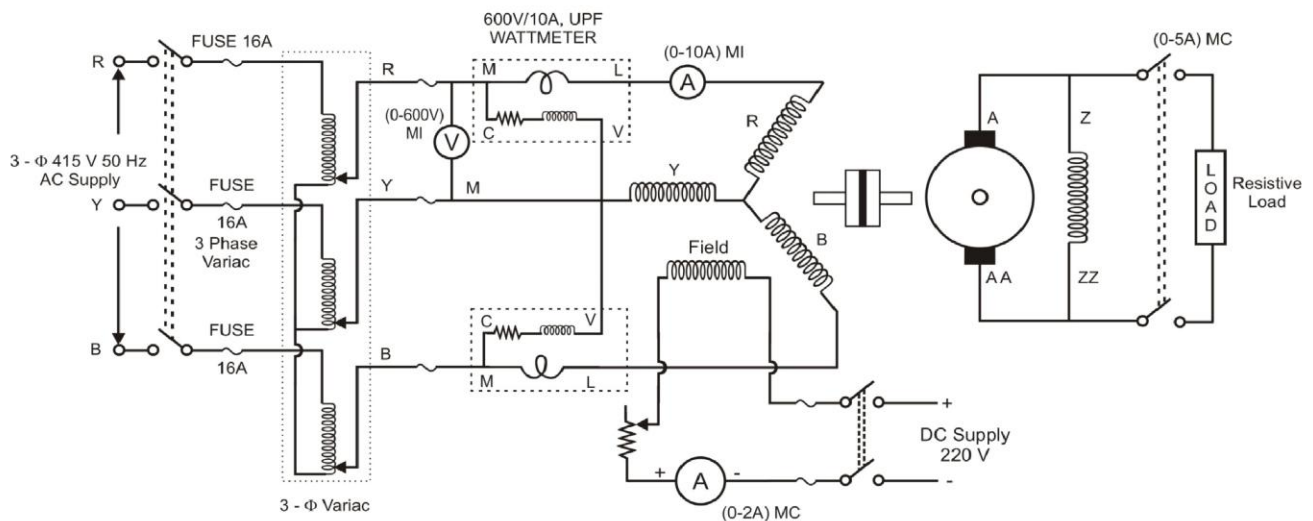 600V/10A, UPF
WATTMETER
FUSE 16A
R
R
M
L
(0-10A) MI
A
(0-5A) MC
(0-600V)
MI
V
C
V
R
A
Z
3 - Φ 415 V 50 Hz
AC Supply
FUSE
Y
16A
3 Phase
Variac
Y
M
Y
L
O
A
D
Resistive
Load
Field
B
AA
ZZ
FUSE
B
16A
B
C
V
M
L
+
DC Supply
220 V
+
A
-
-
(0-2A) MC
3 - Φ Variac